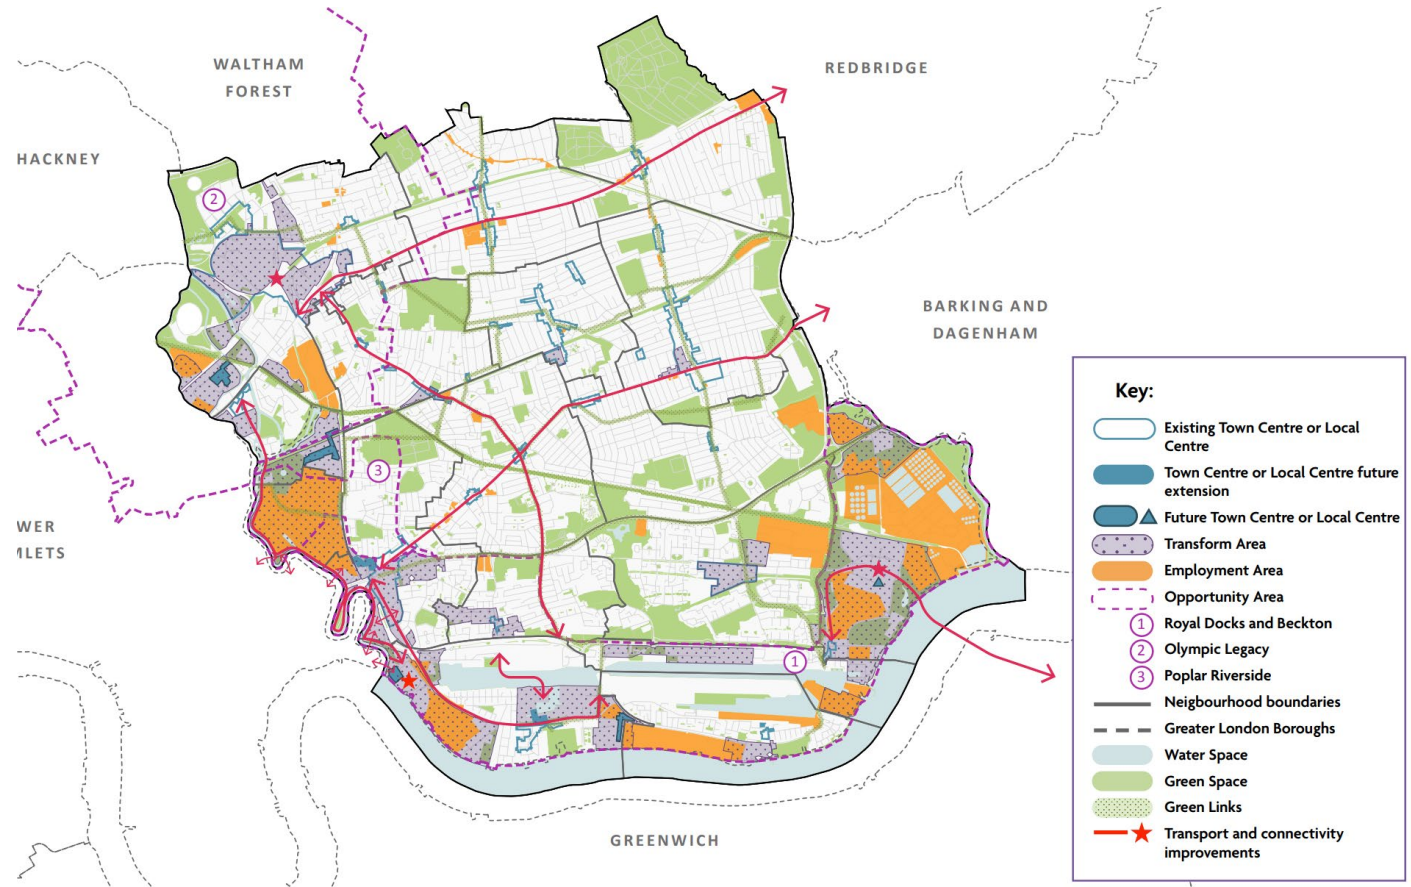 WALTHAM
FOREST
REDBRIDGE
HACKNEY
2
BARKING AND
DAGENHAM
3
WER
MLETS
1
GREENWICH
Key:
Existing Town Centre or Local
Centre
Town Centre or Local Centre future
extension
Future Town Centre or Local Centre
Transform Area
Employment Area
Opportunity Area
1 Royal Docks and Beckton
2 Olympic Legacy
3 Poplar Riverside
Neigbourhood boundaries
Greater London Boroughs
Water Space
Green Space
Green Links
Transport and connectivity
improvements